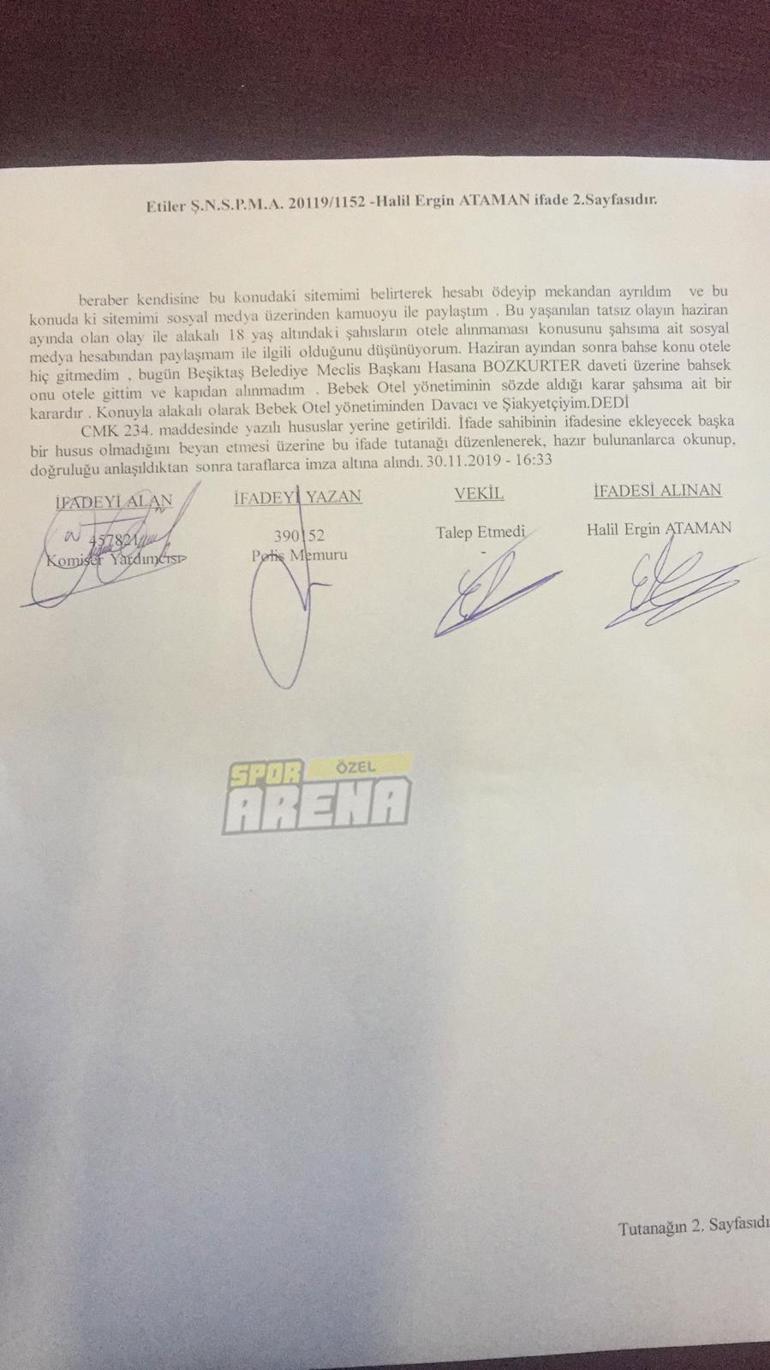 Etiler Ş.N.S.P.M.A. 20119/1152 -Halil Ergin ATAMAN ifade 2.Sayfasıdır.
beraber kendisine bu konudaki sitemimi belirterek hesabı ödeyip mekandan ayrıldım ve bu
konuda ki sitemimi sosyal medya üzerinden kamuoyu ile paylaştım . Bu yaşanılan tatsız olayın haziran
ayında olan olay ile alakalı 18 yaş altındaki şahısların otele alınmaması konusunu şahsıma ait sosyal
medya hesabından paylaşmam ile ilgili olduğunu düşünüyorum. Haziran ayından sonra bahse konu otele
hiç gitmedim , bugün Beşiktaş Belediye Meclis Başkanı Hasana BOZKURTER daveti üzerine bahsek
onu otele gittim ve kapıdan alınmadım . Bebek Otel yönetiminin sözde aldığı karar şahsıma ait bir
karardır . Konuyla alakalı olarak Bebek Otel yönetiminden Davacı ve Şiakyetçiyim.DEDİ
CMK 234. maddesinde yazılı hususlar yerine getirildi. İfade sahibinin ifadesine ekleyecek başka
bir husus olmadığını beyan etmesi üzerine bu ifade tutanağı düzenlenerek, hazır bulunanlarca okunup,
doğruluğu anlaşıldıktan sonra taraflarca imza altına alındı. 30.11.2019 - 16:33
İFADEYİ ALAN İFADEYİ YAZAN VEKİL İFADESİ ALINAN
457821 390152 Talep Etmedi Halil Ergin ATAMAN
Komiser Yardımcısı Polis Memuru -
SPOR ÖZEL
ARENA
Tutanağın 2. Sayfasıdı